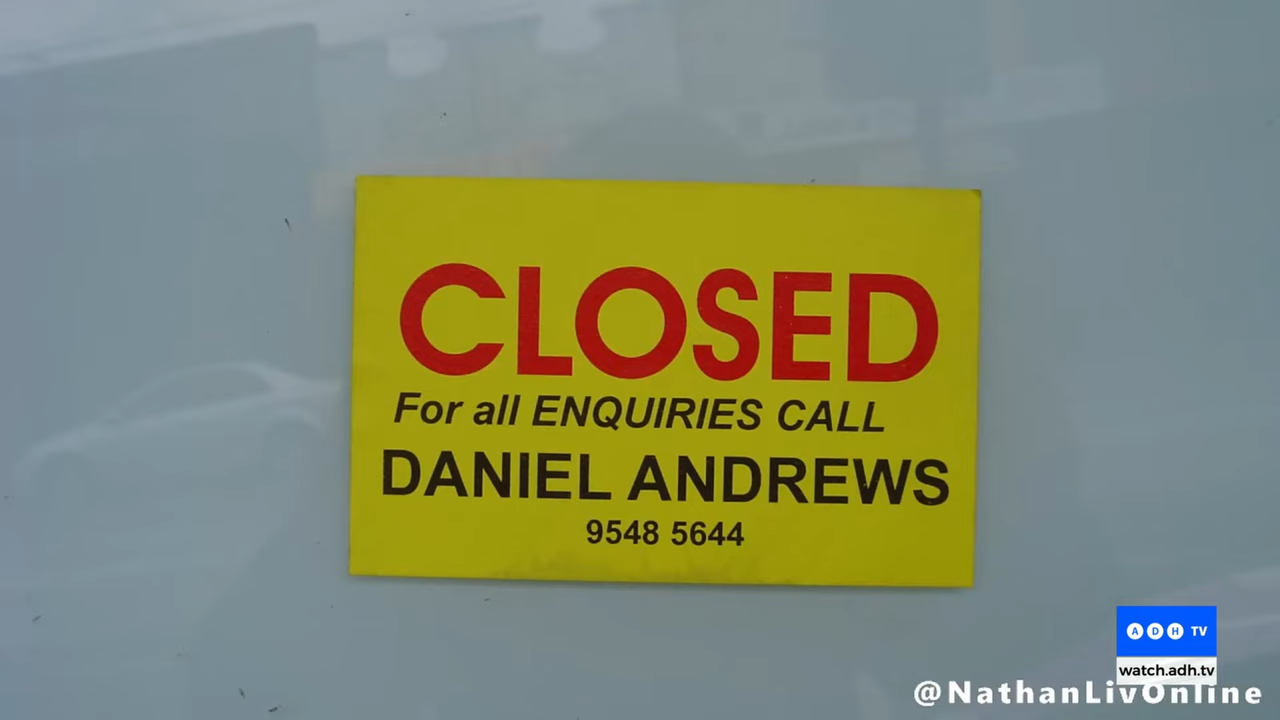 CLOSED
For all ENQUIRIES CALL
DANIEL ANDREWS
9548 5644
ADH TV
watch.adh.tv
@NathanLivOnline